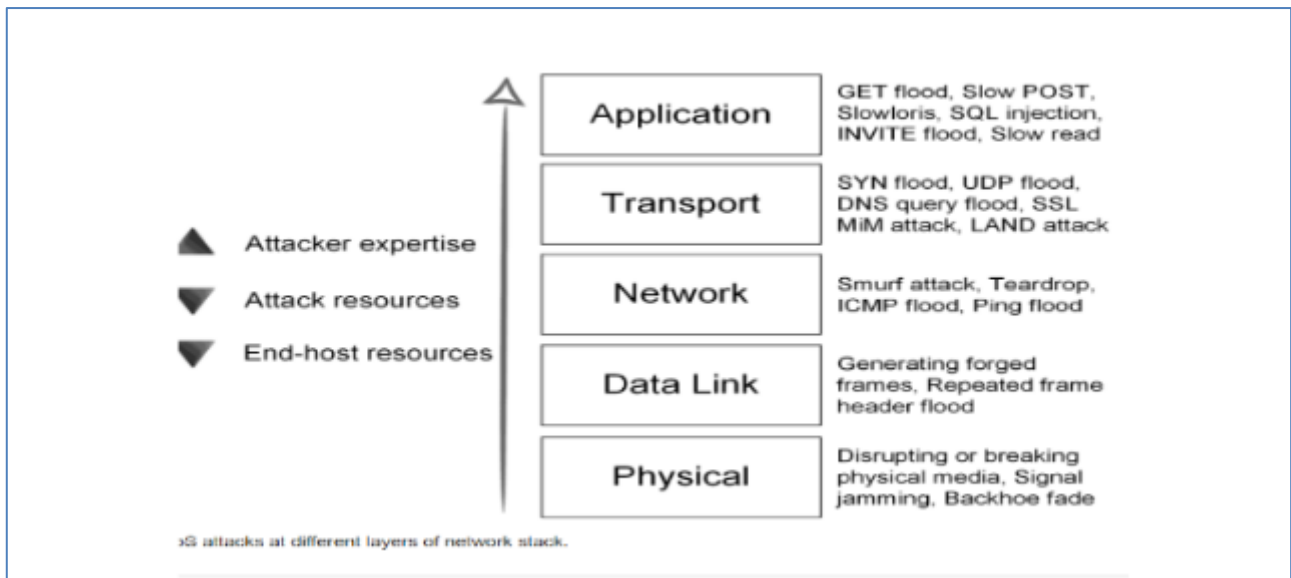 Application
GET flood, Slow POST,
Slowloris, SQL injection,
INVITE flood, Slow read
Transport
SYN flood, UDP flood,
DNS query flood, SSL
MiM attack, LAND attack
Attacker expertise
Attack resources
End-host resources
Network
Smurf attack, Teardrop,
ICMP flood, Ping flood
Data Link
Generating forged
frames, Repeated frame
header flood
Physical
Disrupting or breaking
physical media, Signal
jamming, Backhoe fade
attacks at different layers of network stack.